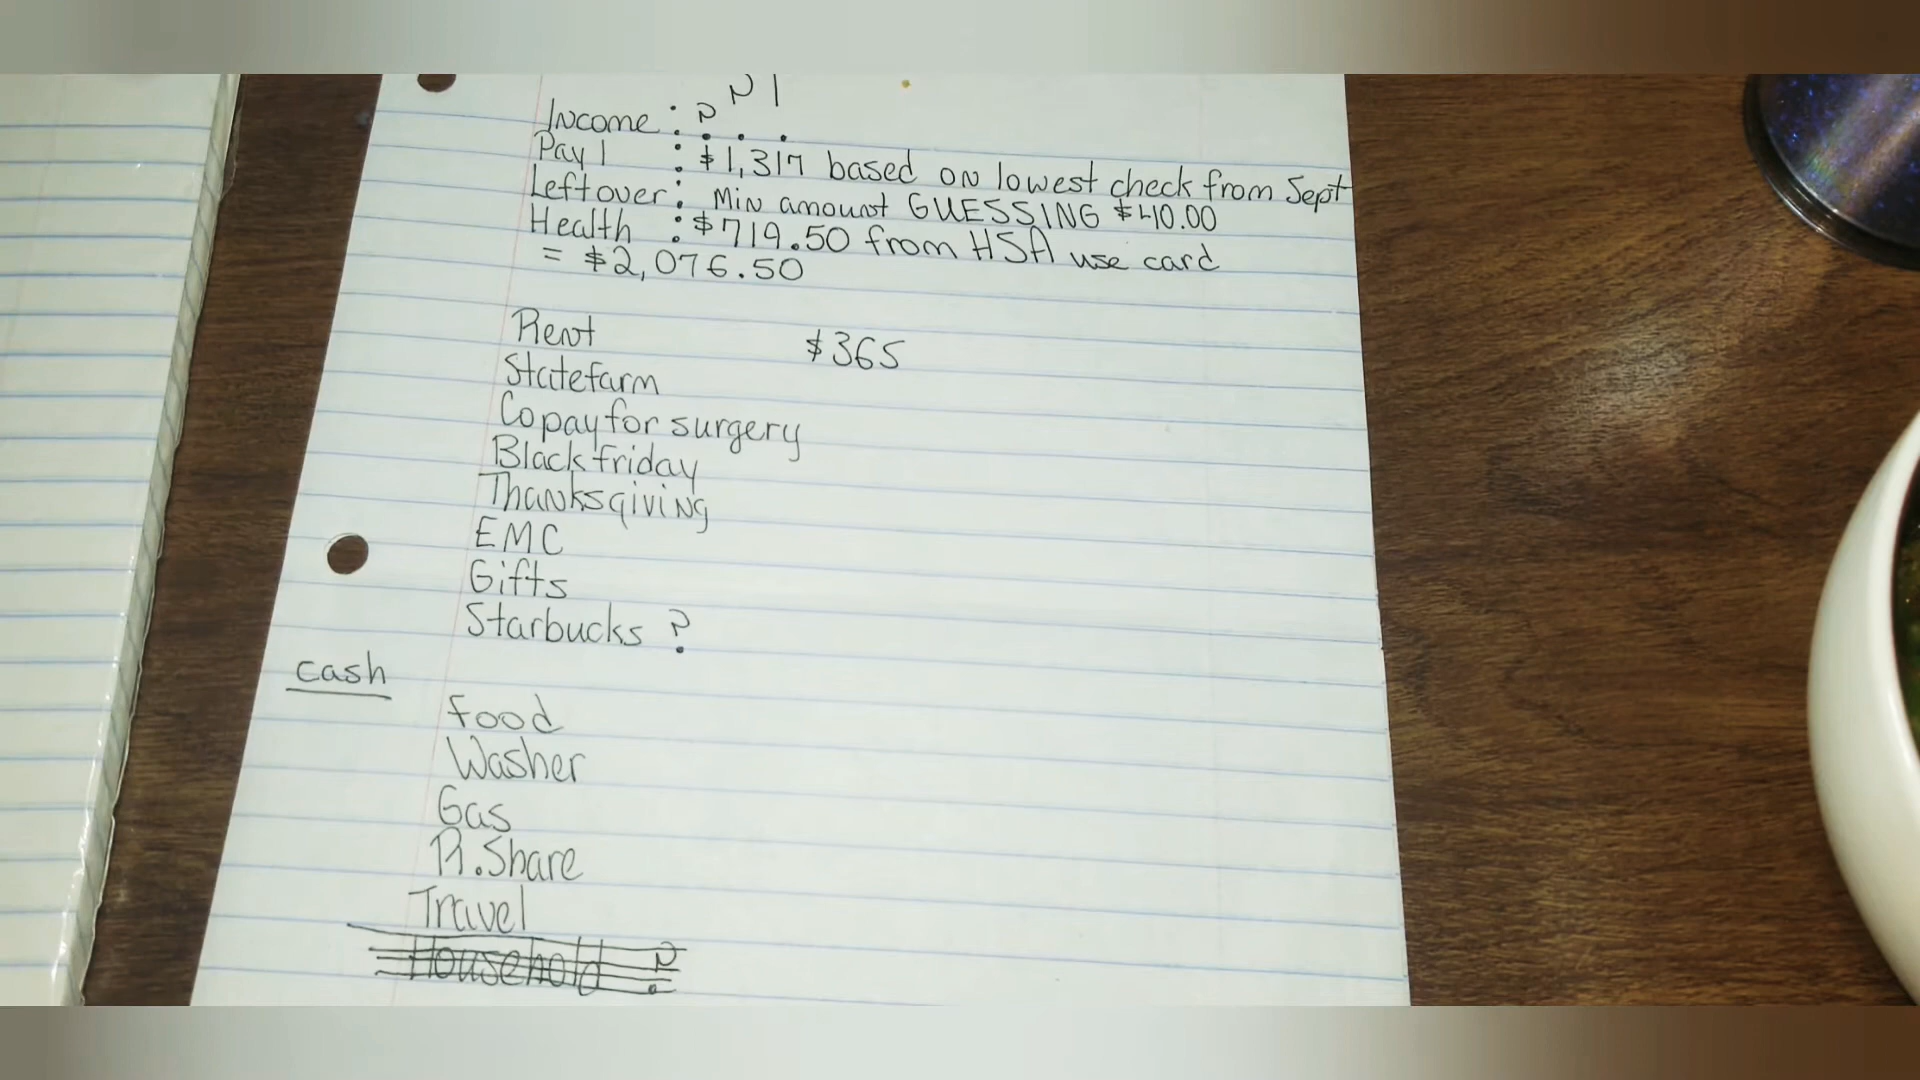 Income : ? ? !
Pay 1 : $1,317 based on lowest check from Sept
Leftover : Min amount GUESSING $40.00
Health : $719.50 from HSA use card
= $2,076.50
Rent $365
Statefarm
Copay for surgery
Black friday
Thanksgiving
EMC
Gifts
Starbucks ?
cash
food
Washer
Gas
R.Share
Travel
Household ?